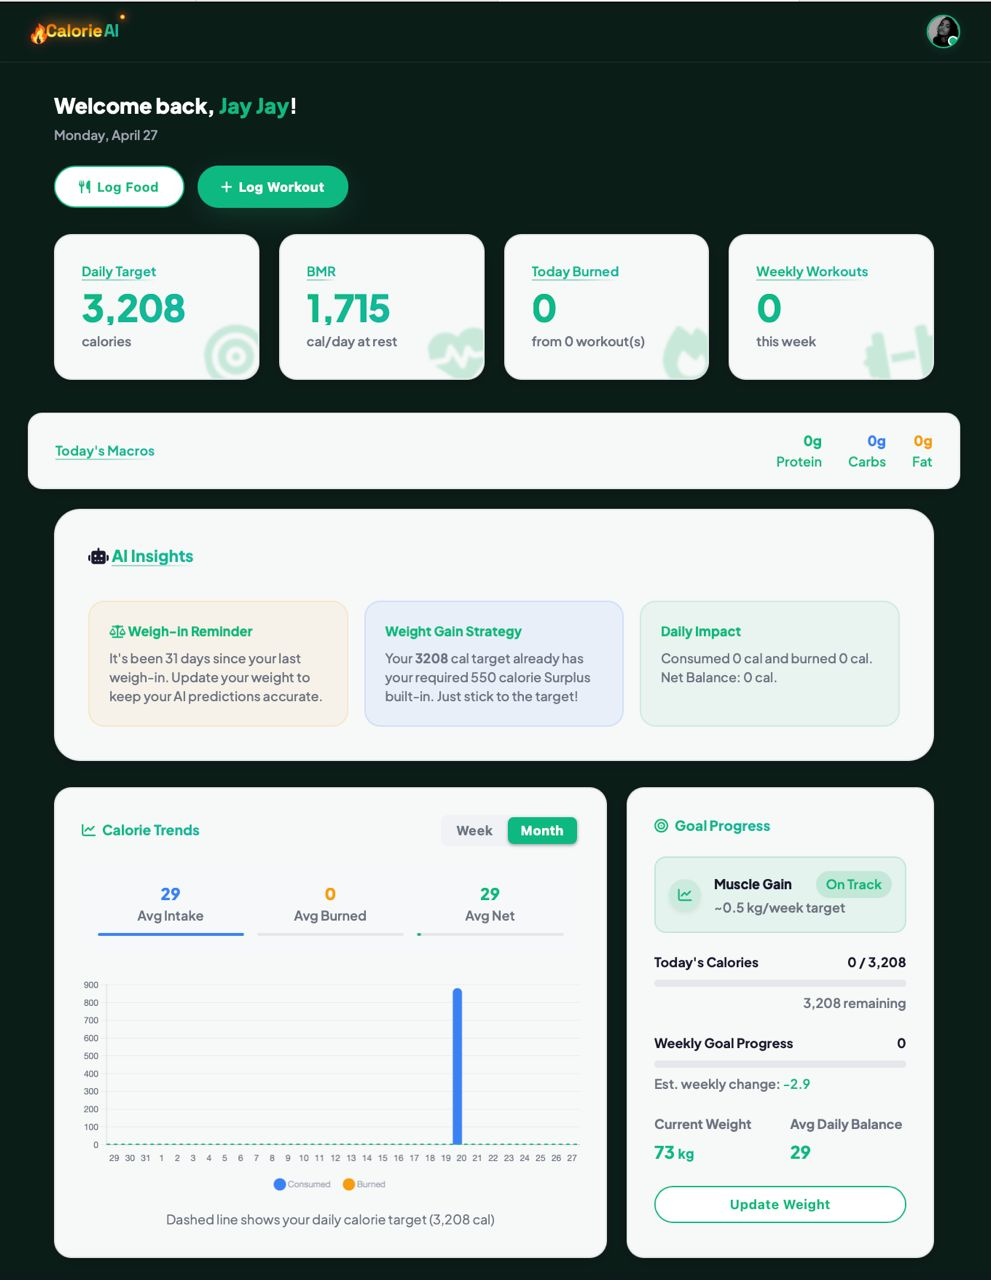 CalorieAI
Welcome back, Jay Jay!
Monday, April 27
Log Food
+ Log Workout
Daily Target
3,208
calories
BMR
1,715
cal/day at rest
Today Burned
0
from 0 workout(s)
Weekly Workouts
0
this week
Today's Macros
0g 0g 0g
Protein Carbs Fat
AI Insights
Weigh-in Reminder
It's been 31 days since your last
weigh-in. Update your weight to
keep your AI predictions accurate.
Weight Gain Strategy
Your 3208 cal target already has
your required 550 calorie Surplus
built-in. Just stick to the target!
Daily Impact
Consumed 0 cal and burned 0 cal.
Net Balance: 0 cal.
Calorie Trends
Week Month
29 0 29
Avg Intake Avg Burned Avg Net
900
800
700
600
500
400
300
200
100
0
29 30 31 1 2 3 4 5 6 7 8 9 10 11 12 13 14 15 16 17 18 19 20 21 22 23 24 25 26 27
Consumed Burned
Dashed line shows your daily calorie target (3,208 cal)
Goal Progress
Muscle Gain On Track
~0.5 kg/week target
Today's Calories 0 / 3,208
3,208 remaining
Weekly Goal Progress 0
Est. weekly change: -2.9
Current Weight Avg Daily Balance
73 kg 29
Update Weight